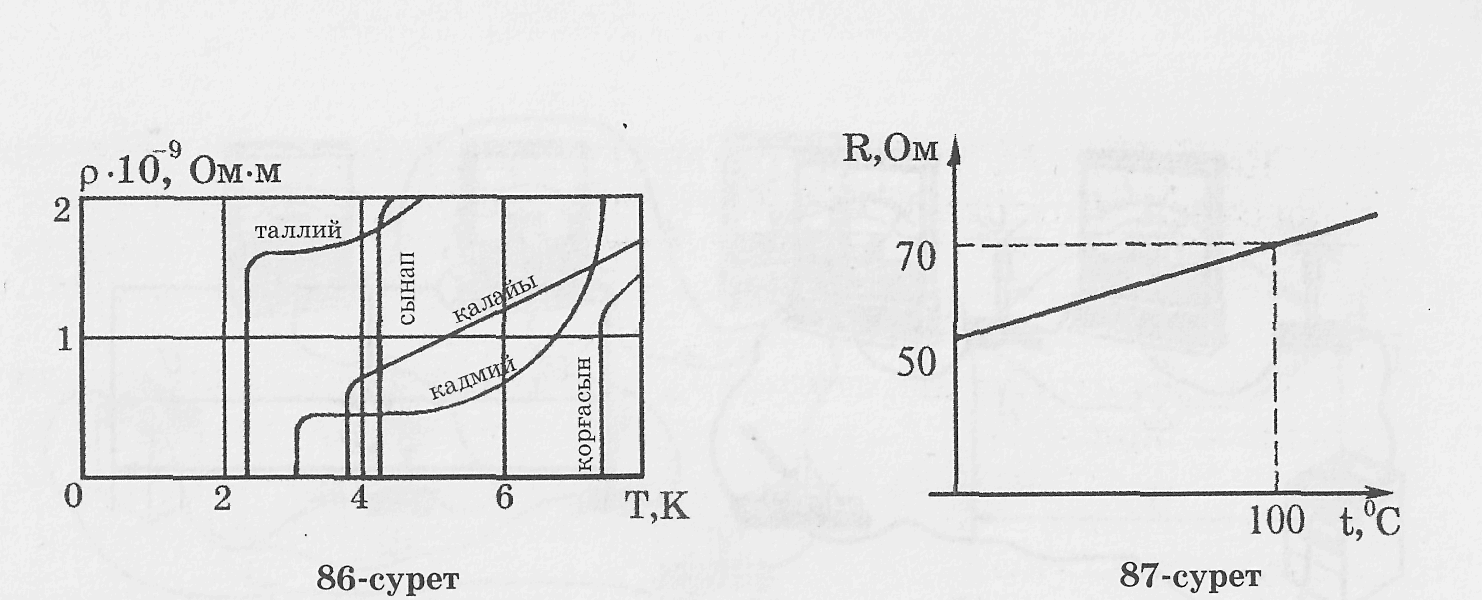 ρ·10⁻⁹, Ом·м
2
1
0
2
4
6
T,K
таллий
сынап
қалайы
кадмий
қорғасын
86-сурет
R,Ом
70
50
100
t,⁰C
87-сурет